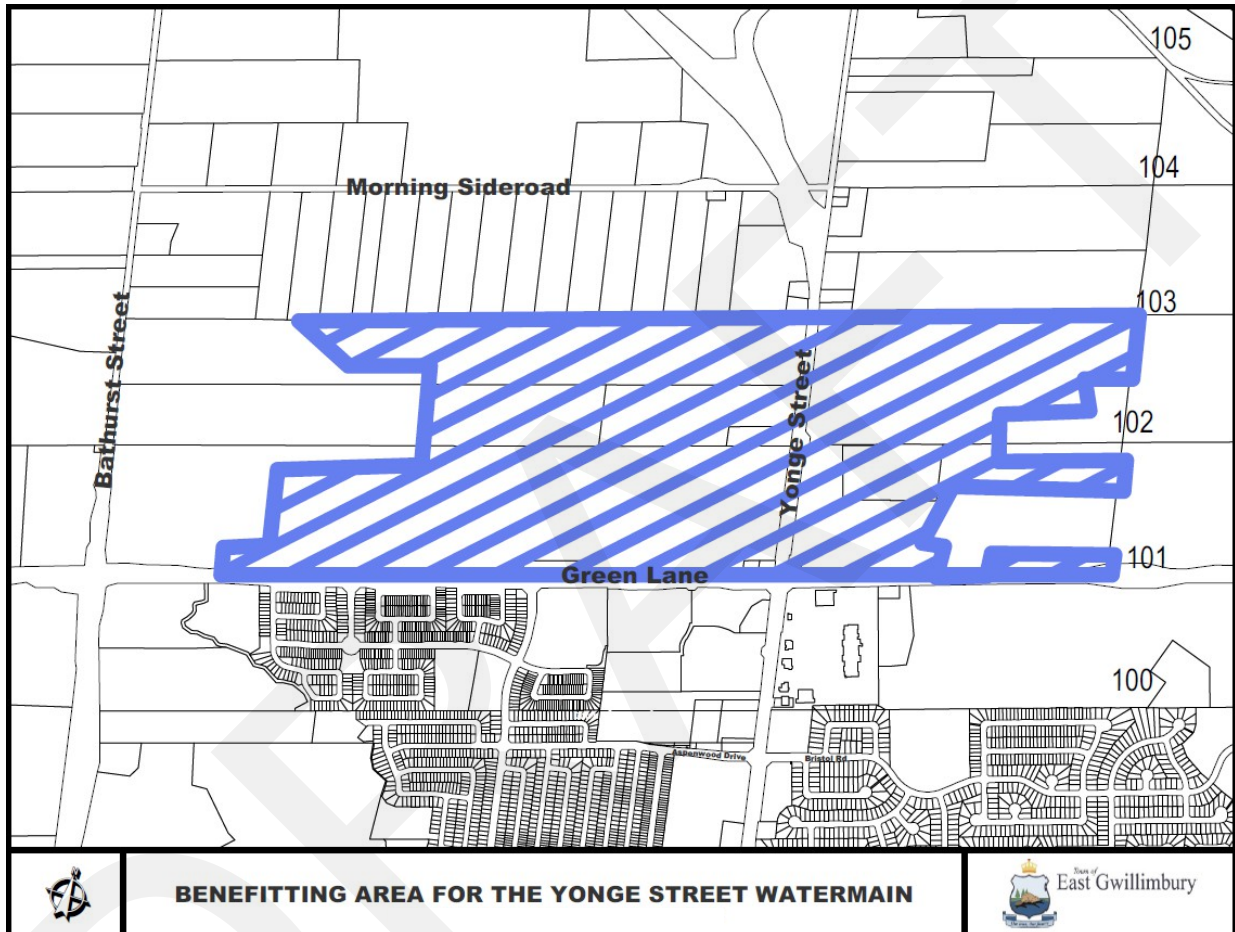 105
104
Morning Sideroad
103
Bathurst Street
Yonge Street
102
101
Green Lane
100
Aspenwood Drive
Bristol Rd
BENEFITTING AREA FOR THE YONGE STREET WATERMAIN
Town of
East Gwillimbury
DRAFT